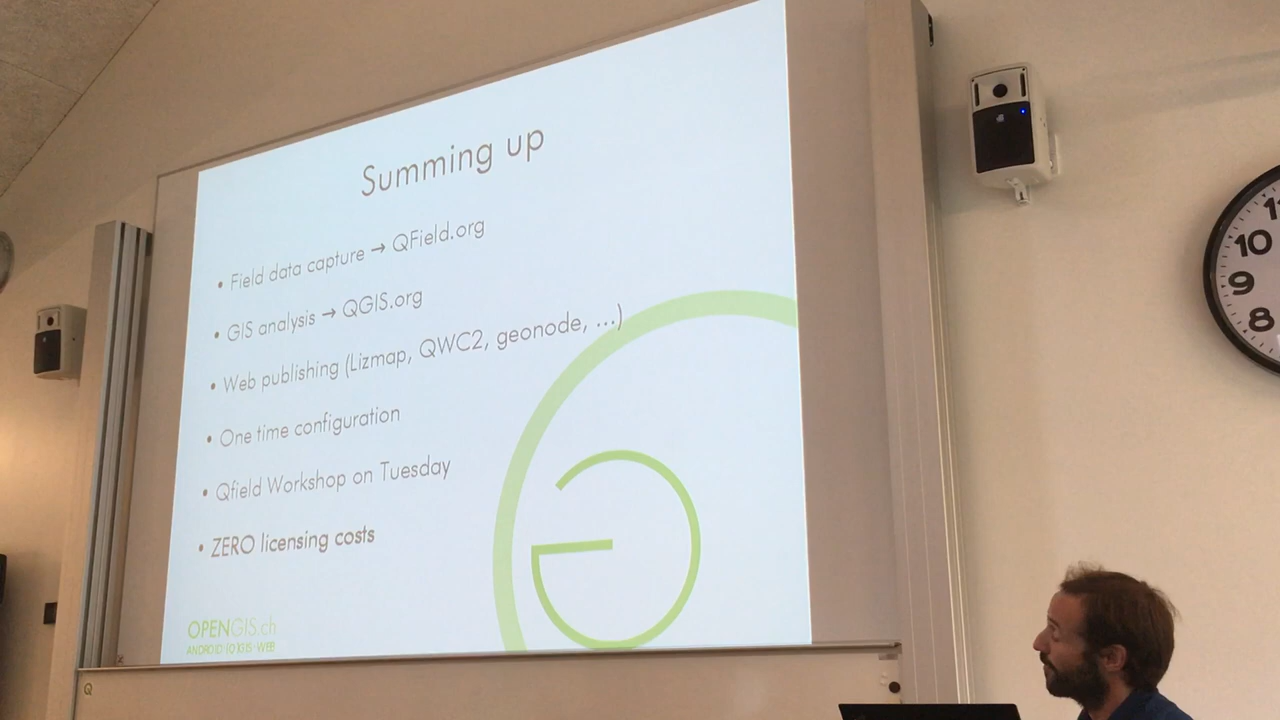 Summing up
• Field data capture → QField.org
• GIS analysis → QGIS.org
• Web publishing (Lizmap, QWC2, geonode, ...)
• One time configuration
• Qfield Workshop on Tuesday
• ZERO licensing costs
OPENGIS.ch
11
10
9
8